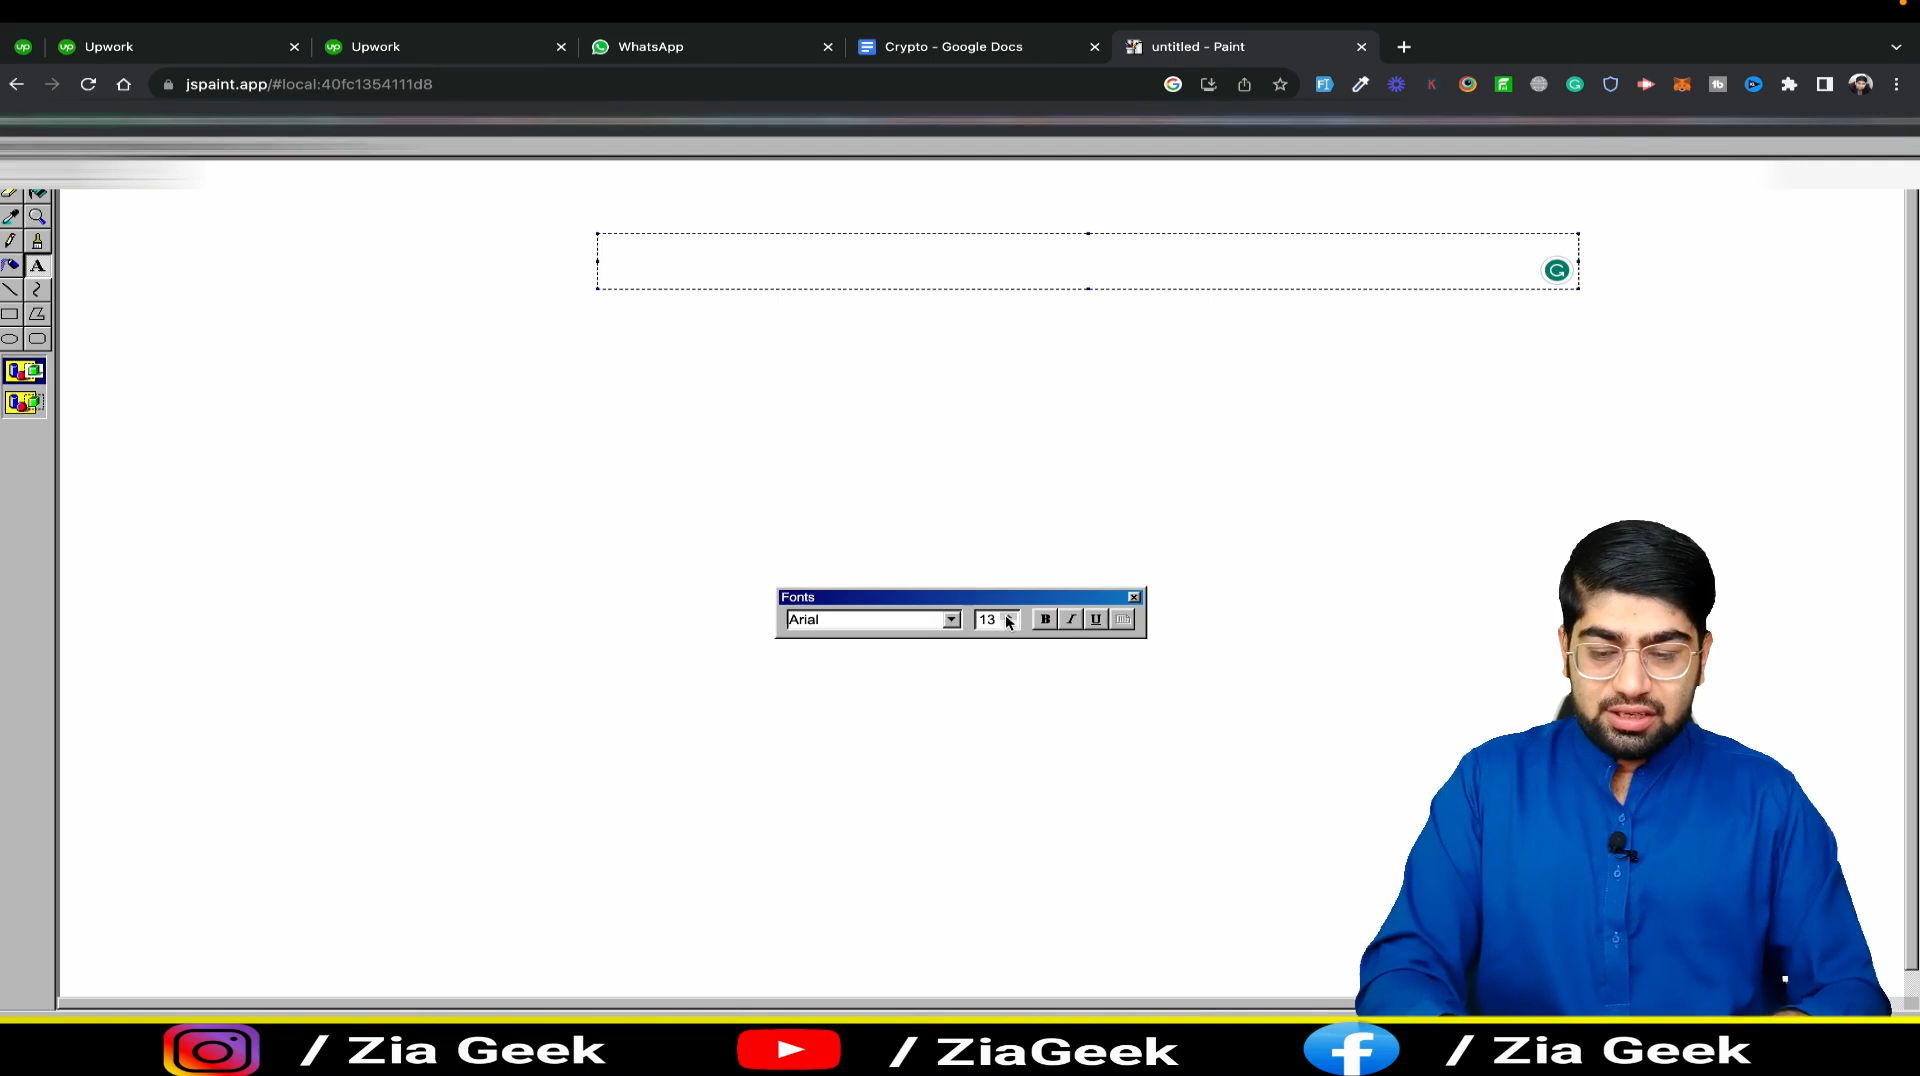 Upwork
Upwork
WhatsApp
Crypto - Google Docs
untitled - Paint
jspaint.app/#local:40fc1354111d8
A
Fonts
Arial
13
B I U
/ Zia Geek
/ ZiaGeek
/ Zia Geek